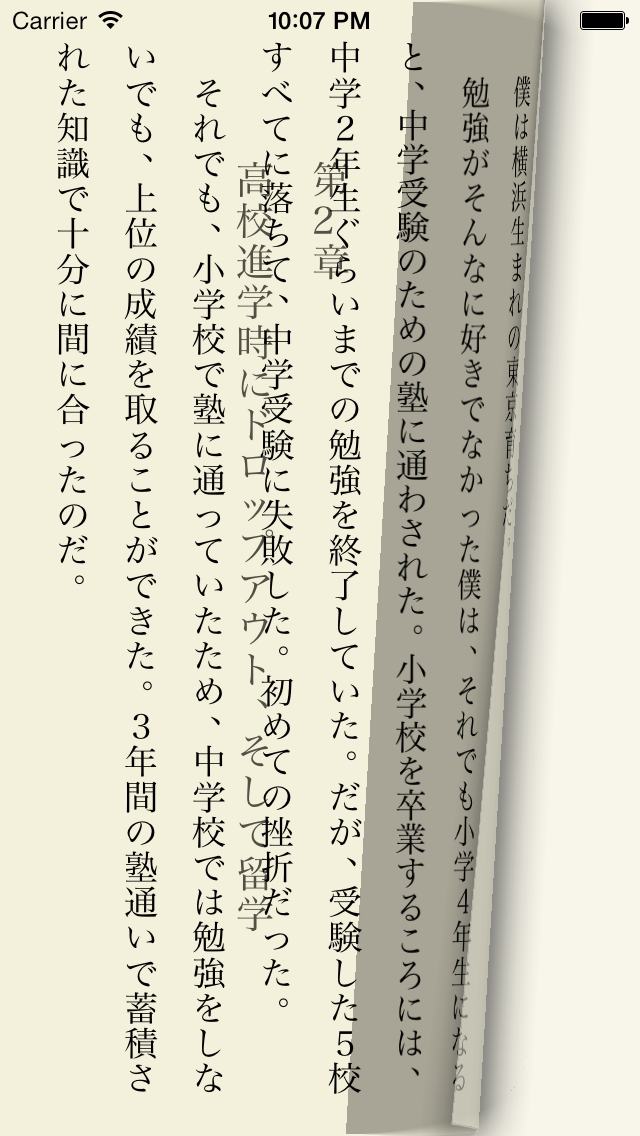 Carrier
10:07 PM
僕は横浜生まれの東京育ちだ。
勉強がそんなに好きでなかった僕は、それでも小学4年生になる
と、中学受験のための塾に通わされた。小学校を卒業するころには、
中学2年生ぐらいまでの勉強を終了していた。だが、受験した5校
すべてに落ちて、中学受験に失敗した。初めての挫折だった。
それでも、小学校で塾に通っていたため、中学校では勉強をしな
いでも、上位の成績を取ることができた。3年間の塾通いで蓄積さ
れた知識で十分に間に合ったのだ。
第2章
高校進学時にドロップアウト、そして留学